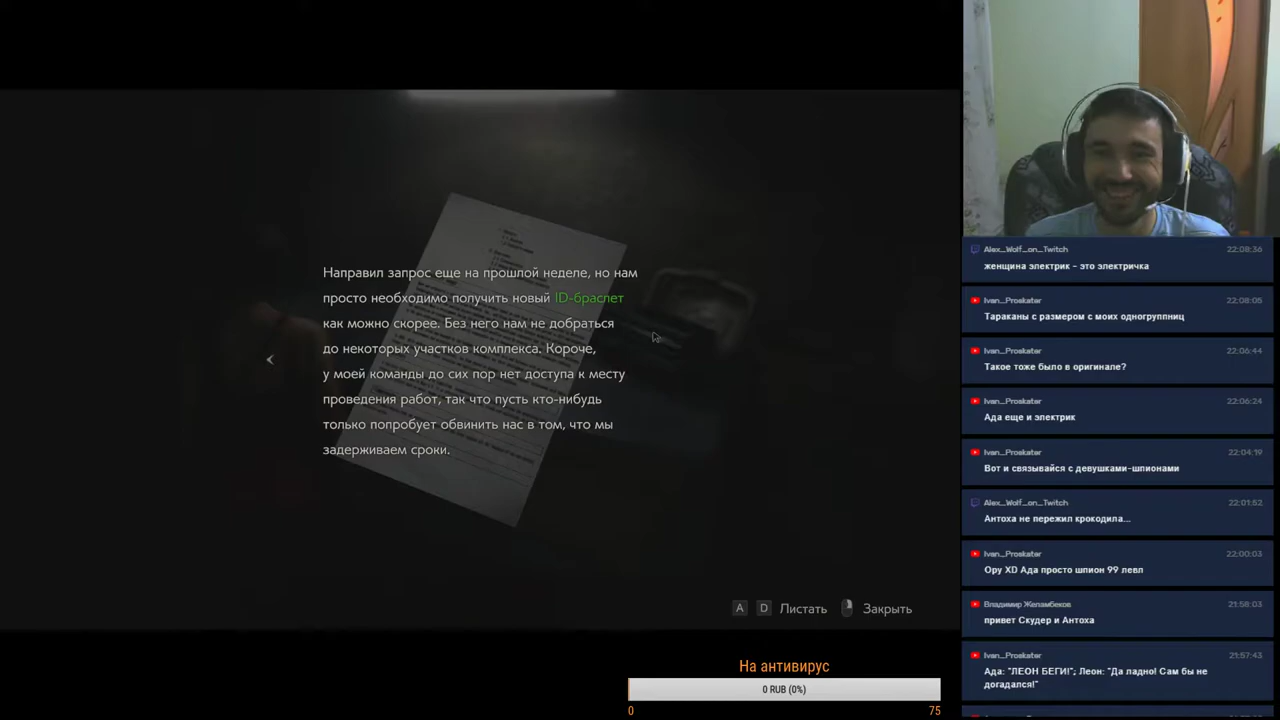 Направил запрос еще на прошлой неделе, но нам
просто необходимо получить новый ID-браслет
как можно скорее. Без него нам не добраться
до некоторых участков комплекса. Короче,
у моей команды до сих пор нет доступа к месту
проведения работ, так что пусть кто-нибудь
только попробует обвинить нас в том, что мы
задерживаем сроки.
A D Листать Закрыть
На антивирус
0 RUB (0%)
0 75
Alex_Wolf_on_Twitch 22:08:36
женщина электрик - это электричка
Ivan_Proskater 22:08:05
Тараканы с размером с моих одногруппниц
Ivan_Proskater 22:06:44
Такое тоже было в оригинале?
Ivan_Proskater 22:06:24
Ада еще и электрик
Ivan_Proskater 22:04:19
Вот и связывайся с девушками-шпионами
Alex_Wolf_on_Twitch 22:01:52
Антоха не пережил крокодила...
Ivan_Proskater 22:00:03
Ору XD Ада просто шпион 99 левл
Владимир Желамбеков 21:58:03
привет Скудер и Антоха
Ivan_Proskater 21:57:43
Ада: "ЛЕОН БЕГИ!"; Леон: "Да ладно! Сам бы не
догадался!"